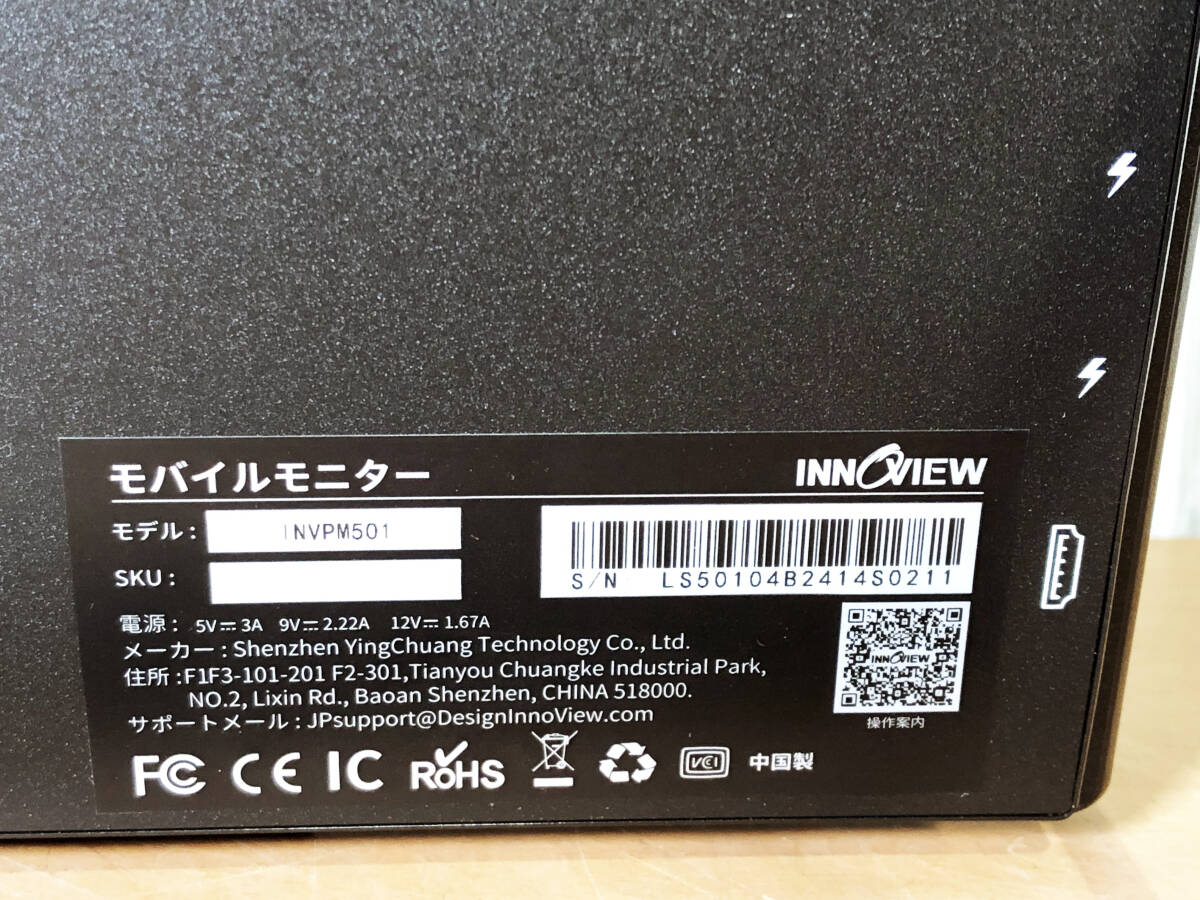 モバイルモニター INNOVIEW
モデル: INVPM501
SKU:
S/N LS50104B2414S0211
電源: 5V⎓3A 9V⎓2.22A 12V⎓1.67A
メーカー: Shenzhen YingChuang Technology Co., Ltd.
住所:F1F3-101-201 F2-301,Tianyou Chuangke Industrial Park,
NO.2, Lixin Rd., Baoan Shenzhen, CHINA 518000.
サポートメール: JPsupport@DesignInnoView.com
INNOVIEW
操作案内
FC CE IC RoHS VCI 中国製